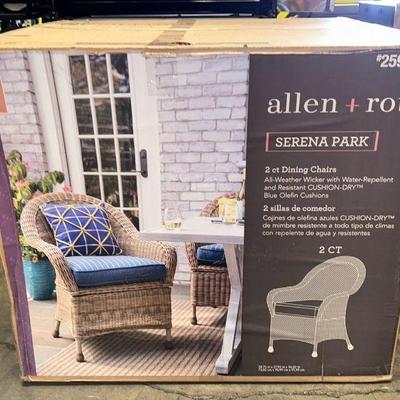 #259
allen + rot
SERENA PARK
2 ct Dining Chairs
All-Weather Wicker with Water-Repellent
and Resistant CUSHION-DRY™
Blue Olefin Cushions
2 sillas de comedor
Cojines de olefina azules CUSHION-DRY™
de mimbre resistente a todo tipo de climas
con repelente de agua y resistentes
2 CT